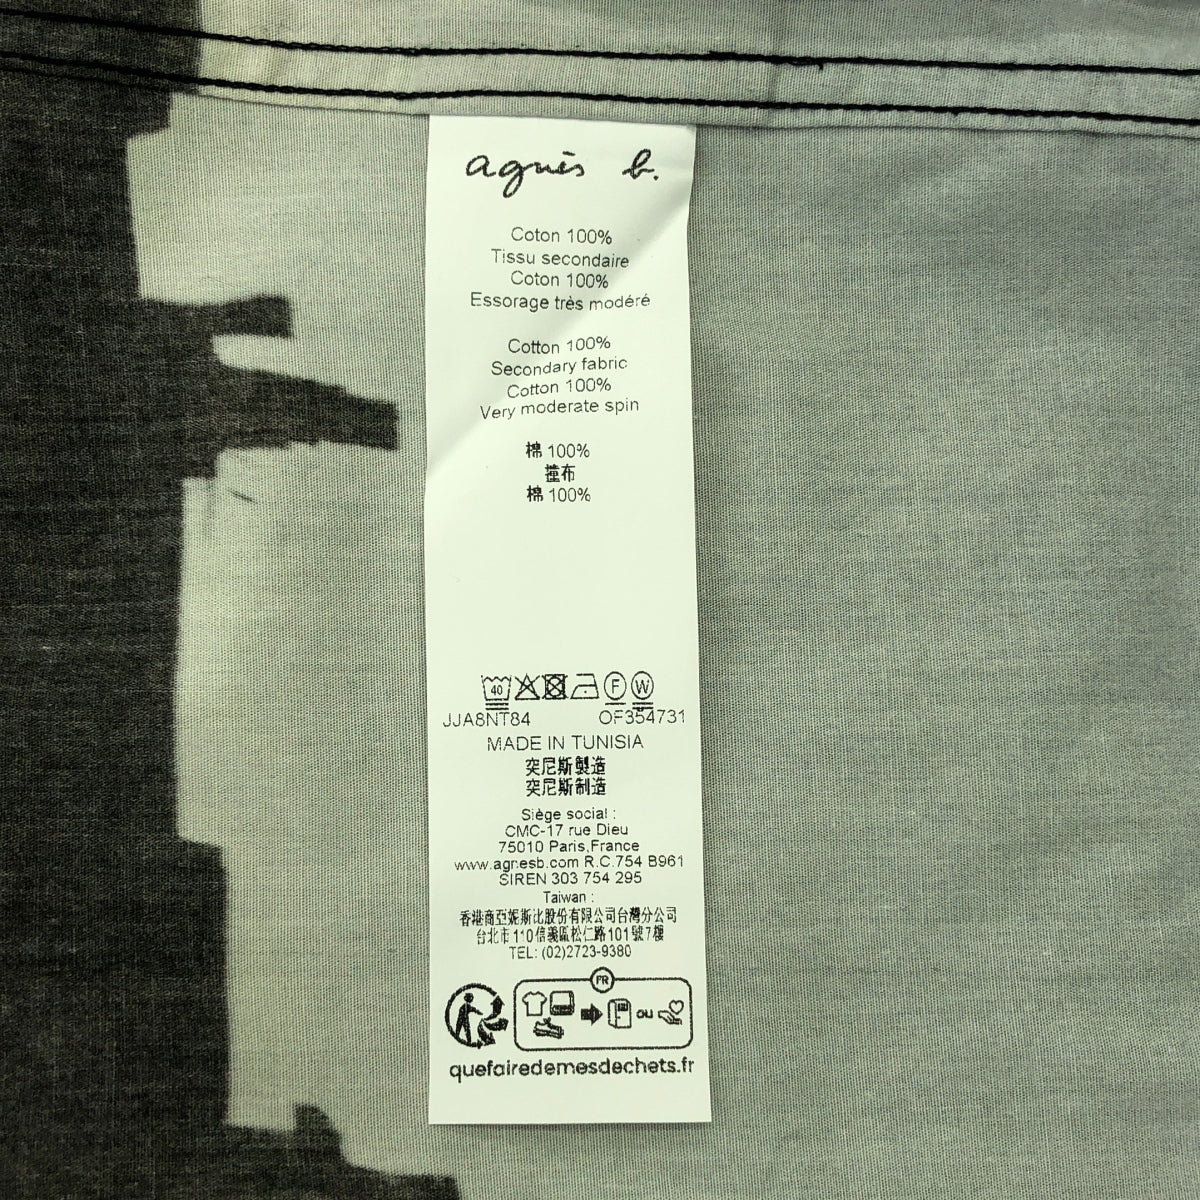 agnès b.
Coton 100%
Tissu secondaire
Coton 100%
Essorage très modéré
Cotton 100%
Secondary fabric
Cotton 100%
Very moderate spin
棉 100%
撞布
棉 100%
40 F W
JJA8NT84 OF354731
MADE IN TUNISIA
突尼斯製造
突尼斯制造
Siège social :
CMC-17 rue Dieu
75010 Paris,France
www.agnesb.com R.C.754 B961
SIREN 303 754 295
Taiwan :
香港商亞妮斯比股份有限公司台灣分公司
台北市110信義區松仁路101號7樓
TEL: (02)2723-9380
FR
ou
quefairedemesdechets.fr